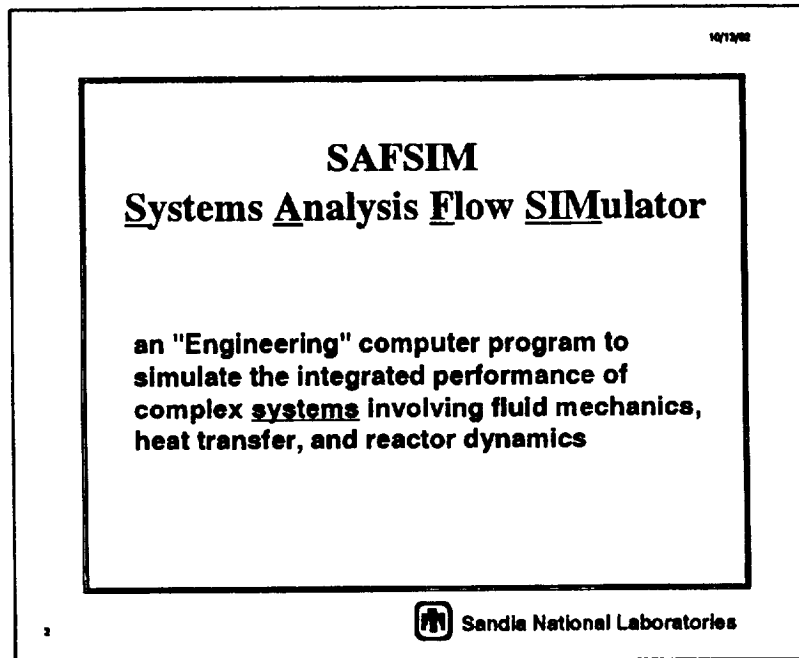 10/13/92
SAFSIM
Systems Analysis Flow SIMulator
an "Engineering" computer program to
simulate the integrated performance of
complex systems involving fluid mechanics,
heat transfer, and reactor dynamics
2
Sandia National Laboratories